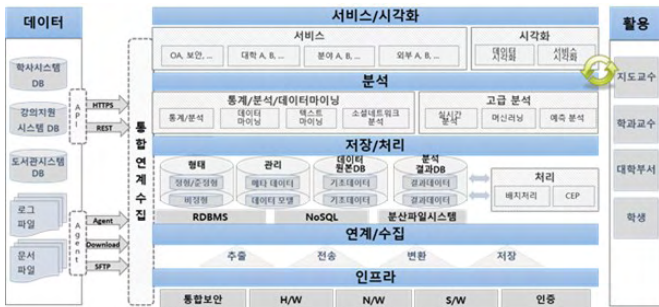 데이터
학사시스템
DB
강의지원
시스템 DB
도서관시스템
DB
로그
파일
문서
파일
API
Agent
HTTPS
REST
Agent
Download
SFTP
통합연계수집
서비스/시각화
서비스
OA, 보안, ...
대학 A, B, ...
분야 A, B, ...
외부 A, B, ...
시각화
데이터
시각화
서비스
시각화
분석
통계/분석/데이터마이닝
통계/분석
데이터
마이닝
텍스트
마이닝
소셜네트워크
분석
고급 분석
실시간
분석
머신러닝
예측 분석
저장/처리
형태
정형/준정형
비정형
관리
메타 데이터
데이터 모델
데이터
원본DB
기초데이터
기초데이터
분석
결과DB
결과데이터
결과데이터
처리
배치처리
CEP
RDBMS
NoSQL
분산파일시스템
연계/수집
추출
전송
변환
저장
인프라
통합보안
H/W
N/W
S/W
인증
활용
지도교수
학과교수
대학부서
학생